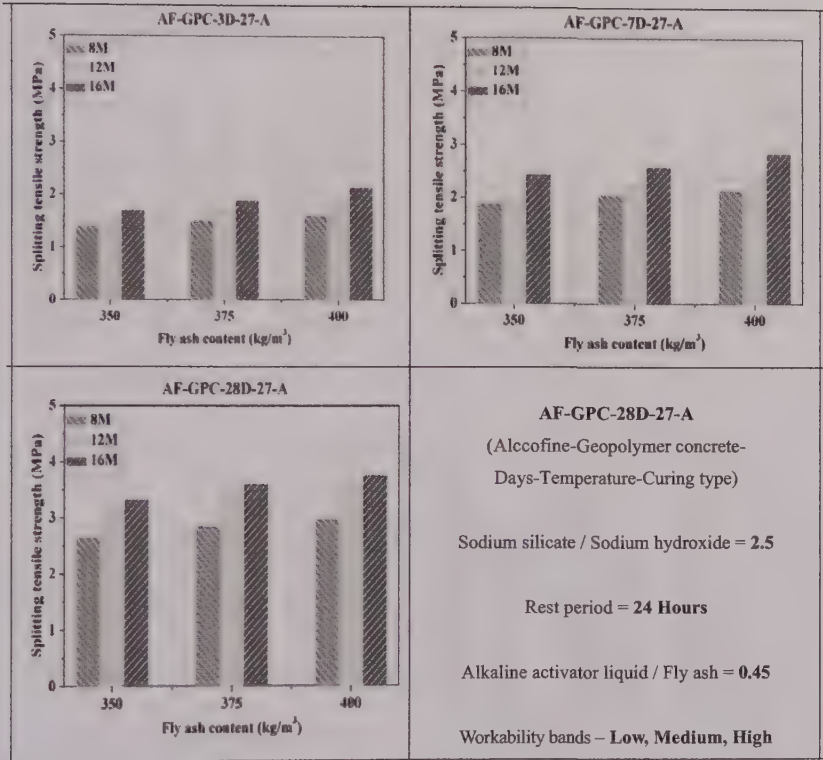 AF-GPC-3D-27-A
8M
12M
16M
5
4
3
2
1
0
Splitting tensile strength (MPa)
350
375
400
Fly ash content (kg/m³)
AF-GPC-7D-27-A
8M
12M
16M
5
4
3
2
1
0
Splitting tensile strength (MPa)
350
375
400
Fly ash content (kg/m³)
AF-GPC-28D-27-A
8M
12M
16M
5
4
3
2
1
0
Splitting tensile strength (MPa)
350
375
400
Fly ash content (kg/m³)
AF-GPC-28D-27-A
(Alccofine-Geopolymer concrete-
Days-Temperature-Curing type)
Sodium silicate / Sodium hydroxide = 2.5
Rest period = 24 Hours
Alkaline activator liquid / Fly ash = 0.45
Workability bands – Low, Medium, High